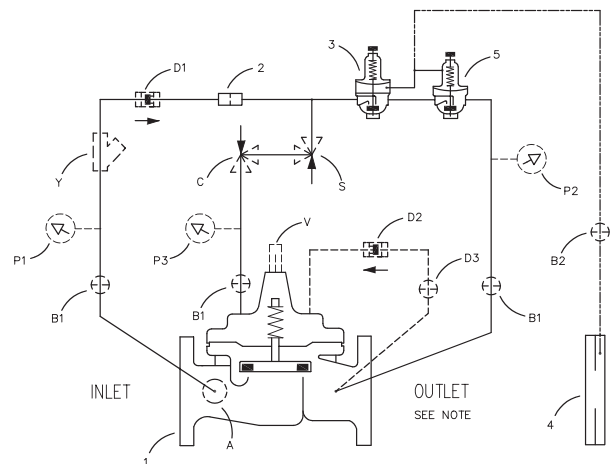 3
5
D1
2
Y
C
S
P2
V
D2
P1
P3
D3
B2
B1
B1
B1
INLET
OUTLET
SEE NOTE
4
1
A